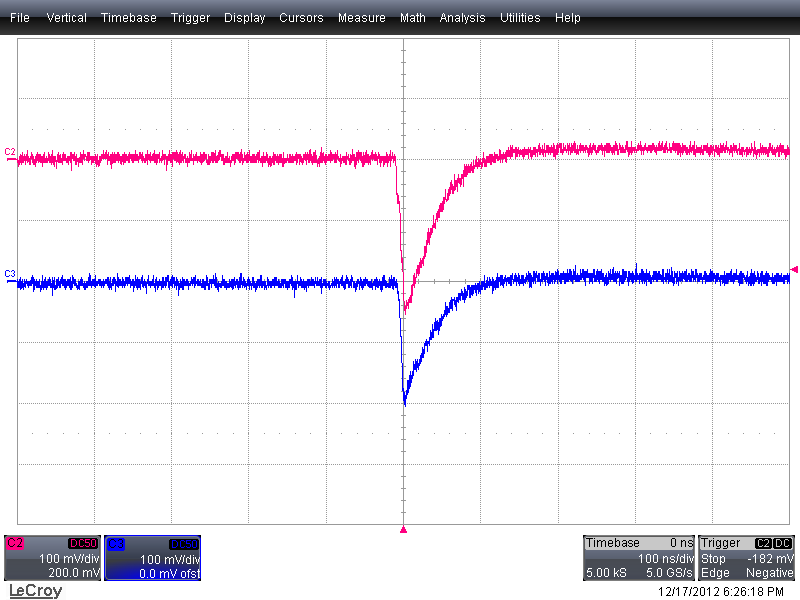 File Vertical Timebase Trigger Display Cursors Measure Math Analysis Utilities Help
C2
C3
C2 DC50
100 mV/div
200.0 mV
DC50
100 mV/div
0.0 mV ofst
Timebase 0 ns
100 ns/div
5.00 kS 5.0 GS/s
Trigger C2 DC
Stop -182 mV
Edge Negative
LeCroy
12/17/2012 6:26:18 PM